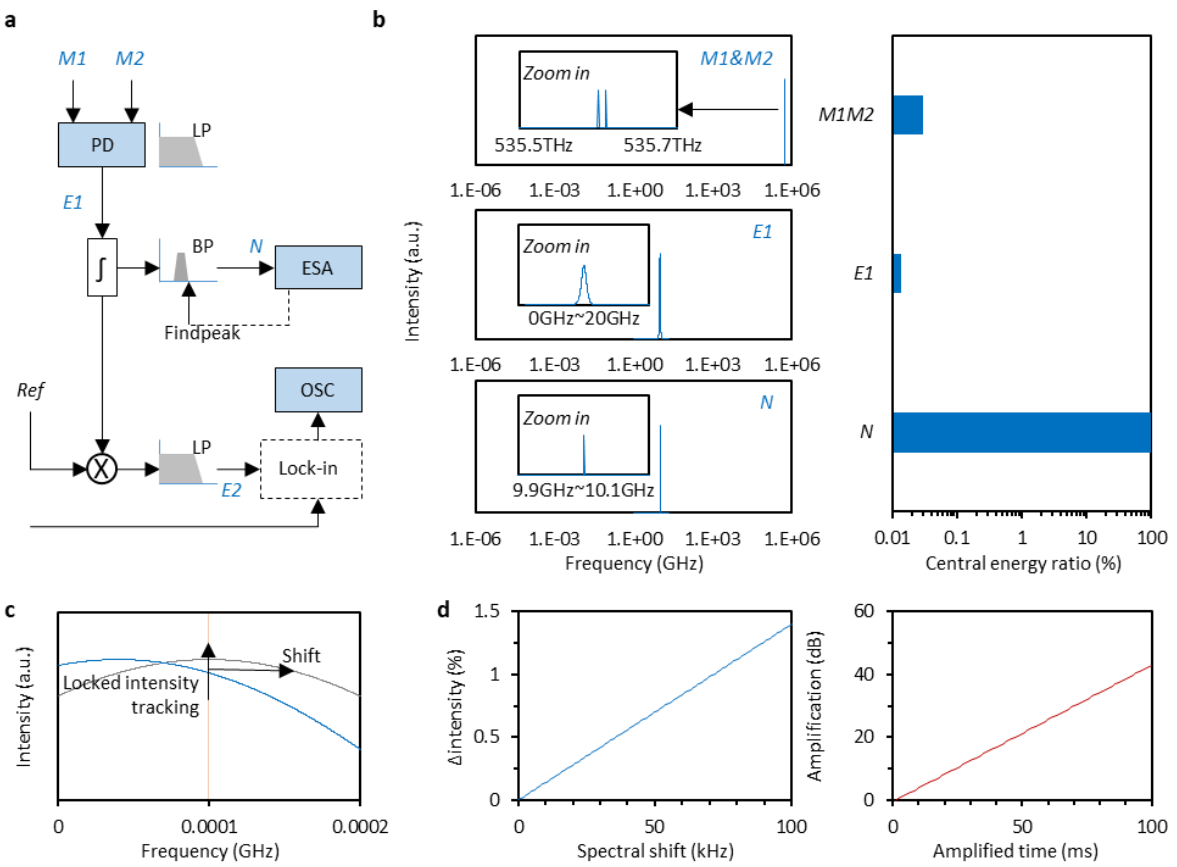 a
M1
M2
PD
LP
E1
∫
BP
N
ESA
Findpeak
Ref
OSC
X
LP
E2
Lock-in
b
Intensity (a.u.)
Zoom in
M1&M2
535.5THz
535.7THz
1.E-06 1.E-03 1.E+00 1.E+03 1.E+06
Zoom in
E1
0GHz~20GHz
1.E-06 1.E-03 1.E+00 1.E+03 1.E+06
Zoom in
N
9.9GHz~10.1GHz
1.E-06 1.E-03 1.E+00 1.E+03 1.E+06
Frequency (GHz)
M1M2
E1
N
0.01 0.1 1 10 100
Central energy ratio (%)
c
Intensity (a.u.)
Shift
Locked intensity
tracking
0 0.0001 0.0002
Frequency (GHz)
d
Δintensity (%)
1.5
1
0.5
0
0 50 100
Spectral shift (kHz)
Amplification (dB)
60
40
20
0
0 50 100
Amplified time (ms)